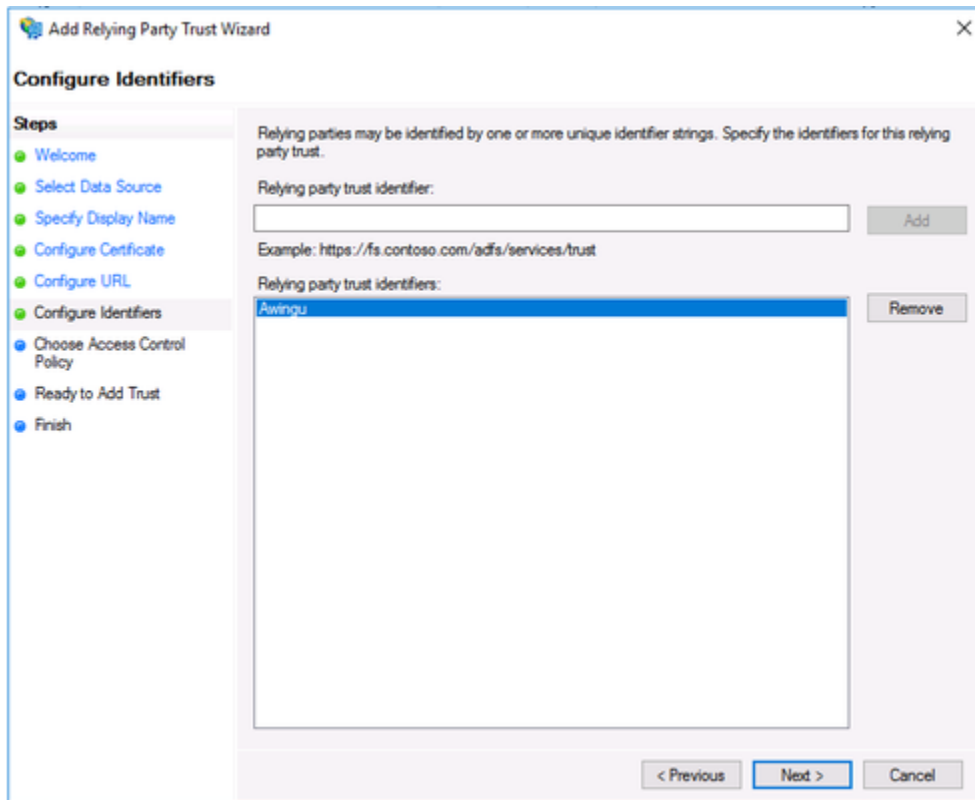 Add Relying Party Trust Wizard
Configure Identifiers
Steps
Welcome
Select Data Source
Specify Display Name
Configure Certificate
Configure URL
Configure Identifiers
Choose Access Control
Policy
Ready to Add Trust
Finish
Relying parties may be identified by one or more unique identifier strings. Specify the identifiers for this relying
party trust.
Relying party trust identifier:
Add
Example: https://fs.contoso.com/adfs/services/trust
Relying party trust identifiers:
Awingu
Remove
< Previous
Next >
Cancel